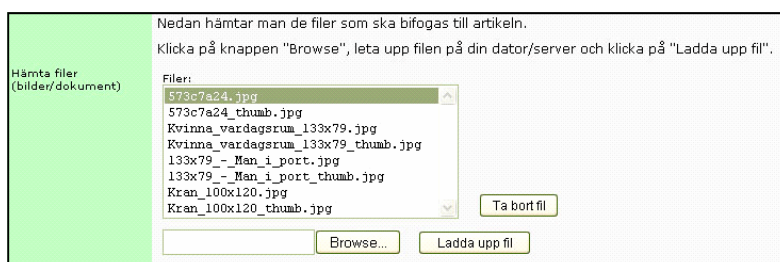 Nedan hämtar man de filer som ska bifogas till artikeln.
Klicka på knappen "Browse", leta upp filen på din dator/server och klicka på "Ladda upp fil".
Hämta filer
(bilder/dokument)
Filer:
573c7a24.jpg
573c7a24_thumb.jpg
Kvinna_vardagsrum_133x79.jpg
Kvinna_vardagsrum_133x79_thumb.jpg
133x79_-_Man_i_port.jpg
133x79_-_Man_i_port_thumb.jpg
Kran_100x120.jpg
Kran_100x120_thumb.jpg
Ta bort fil
Browse...
Ladda upp fil